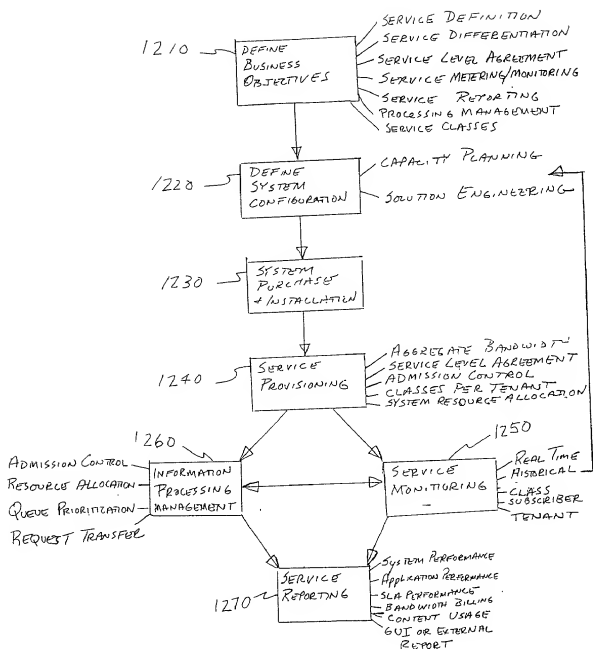 1210
DEFINE
BUSINESS
OBJECTIVES
SERVICE DEFINITION
SERVICE DIFFERENTIATION
SERVICE LEVEL AGREEMENT
SERVICE METERING/MONITORING
SERVICE REPORTING
PROCESSING MANAGEMENT
SERVICE CLASSES
1220
DEFINE
SYSTEM
CONFIGURATION
CAPACITY PLANNING
SOLUTION ENGINEERING
1230
SYSTEM
PURCHASE
+ INSTALLATION
1240
SERVICE
PROVISIONING
AGGREGATE BANDWIDTH
SERVICE LEVEL AGREEMENT
ADMISSION CONTROL
CLASSES PER TENANT
SYSTEM RESOURCE ALLOCATION
1260
ADMISSION CONTROL
RESOURCE ALLOCATION
QUEUE PRIORITIZATION
REQUEST TRANSFER
INFORMATION
PROCESSING
MANAGEMENT
1250
SERVICE
MONITORING
REAL TIME
HISTORICAL
CLASS
SUBSCRIBER
TENANT
1270
SERVICE
REPORTING
SYSTEM PERFORMANCE
APPLICATION PERFORMANCE
SLA PERFORMANCE
BANDWIDTH BILLING
CONTENT USAGE
GUI OR EXTERNAL
REPORT